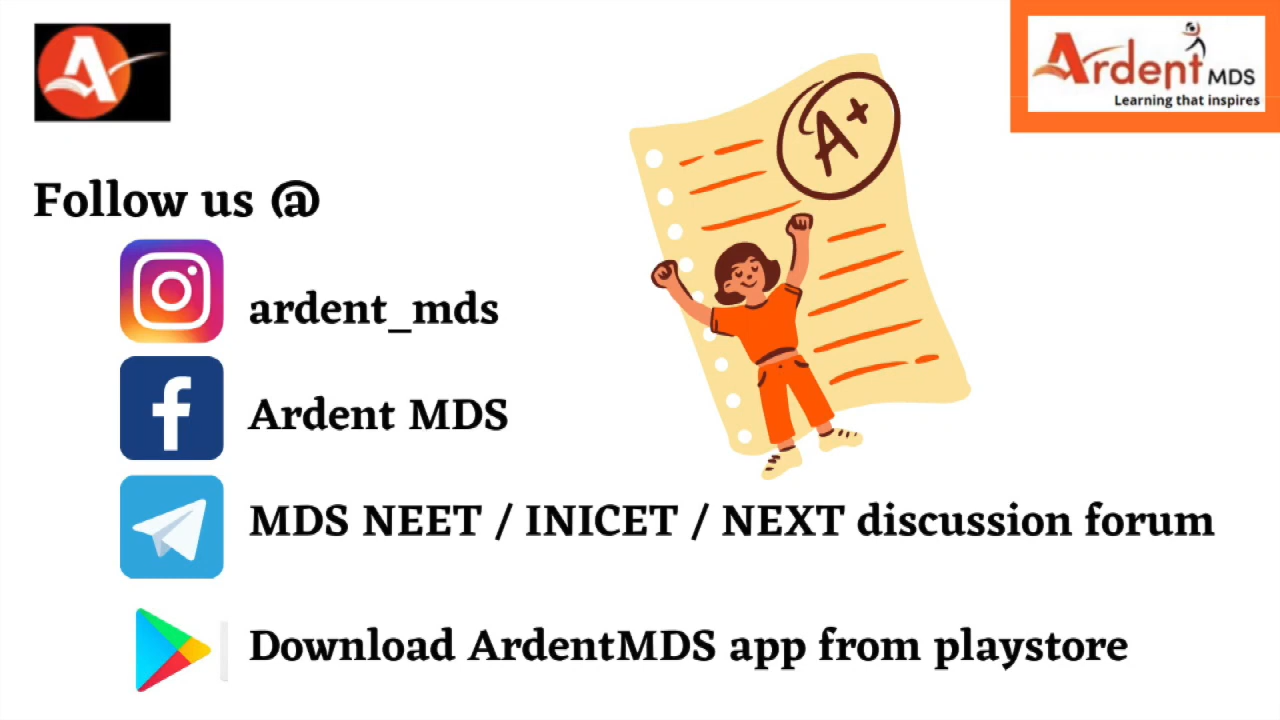 A
Ardent MDS
Learning that inspires
A+
Follow us @
ardent_mds
Ardent MDS
MDS NEET / INICET / NEXT discussion forum
Download ArdentMDS app from playstore